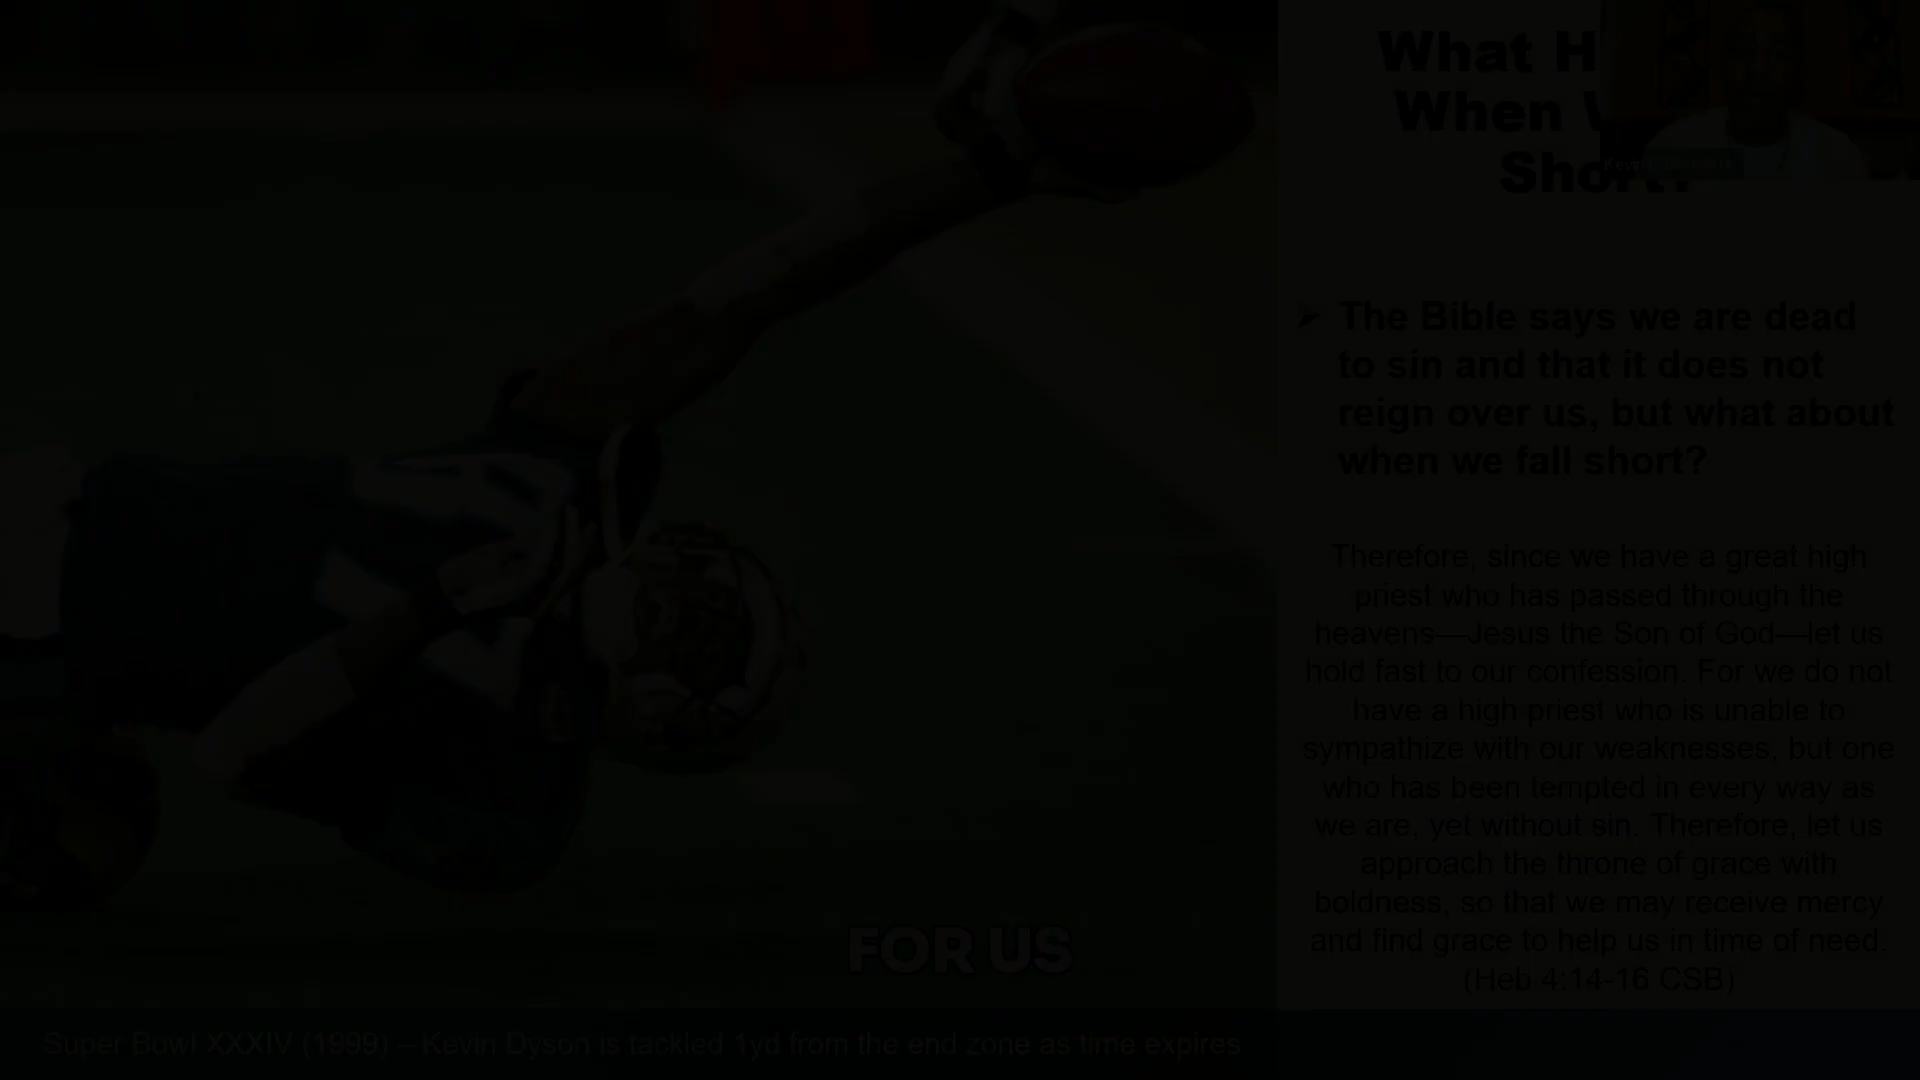 What H
When W
Short?
➤ The Bible says we are dead
to sin and that it does not
reign over us, but what about
when we fall short?
Therefore, since we have a great high
priest who has passed through the
heavens—Jesus the Son of God—let us
hold fast to our confession. For we do not
have a high priest who is unable to
sympathize with our weaknesses, but one
who has been tempted in every way as
we are, yet without sin. Therefore, let us
approach the throne of grace with
boldness, so that we may receive mercy
and find grace to help us in time of need.
(Heb 4:14-16 CSB)
FOR US
Super Bowl XXXIV (1999) – Kevin Dyson is tackled 1yd from the end zone as time expires